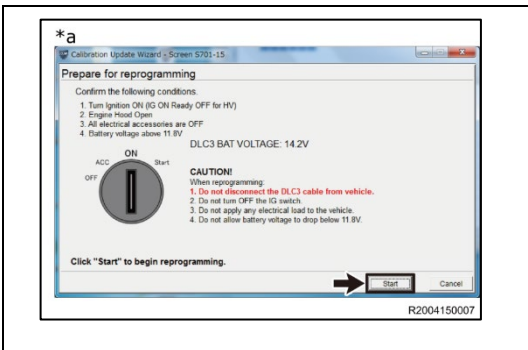 *a
Calibration Update Wizard - Screen S701-15
Prepare for reprogramming
Confirm the following conditions.
1. Turn Ignition ON (IG ON Ready OFF for HV)
2. Engine Hood Open
3. All electrical accessories are OFF
4. Battery voltage above 11.8V
DLC3 BAT VOLTAGE: 14.2V
OFF
ACC
ON
Start
CAUTION!
When reprogramming:
1. Do not disconnect the DLC3 cable from vehicle.
2. Do not turn OFF the IG switch.
3. Do not apply any electrical load to the vehicle.
4. Do not allow battery voltage to drop below 11.8V.
Click "Start" to begin reprogramming.
Start
Cancel
R2004150007